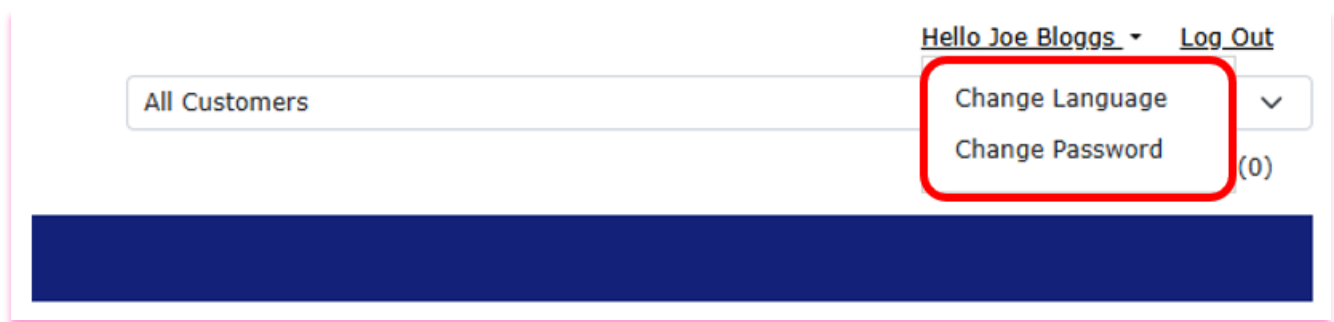 Hello Joe Bloggs Log Out
All Customers
Change Language
Change Password
(0)